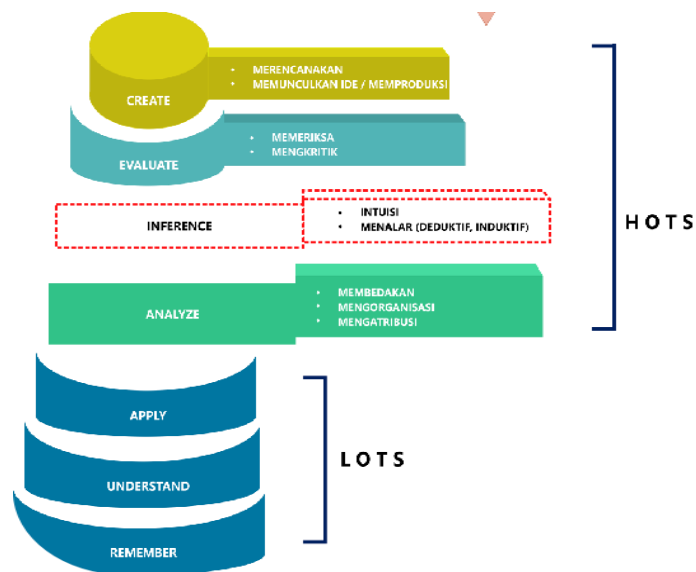 CREATE
• MERENCANAKAN
• MEMUNCULKAN IDE / MEMPRODUKSI
EVALUATE
• MEMERIKSA
• MENGKRITIK
INFERENCE
• INTUISI
• MENALAR (DEDUKTIF, INDUKTIF)
ANALYZE
• MEMBEDAKAN
• MENGORGANISASI
• MENGATRIBUSI
HOTS
APPLY
UNDERSTAND
REMEMBER
LOTS